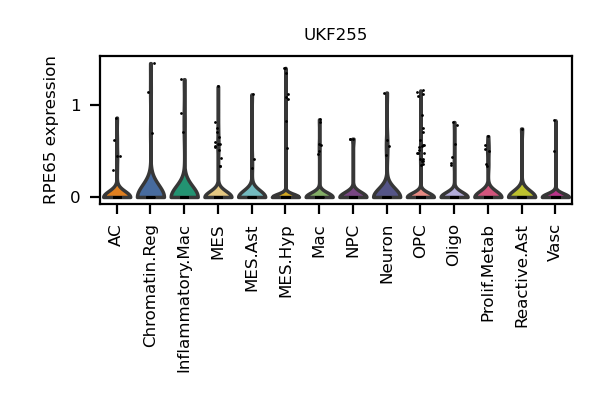 UKF255
RPE65 expression
1
0
AC
Chromatin.Reg
Inflammatory.Mac
MES
MES.Ast
MES.Hyp
Mac
NPC
Neuron
OPC
Oligo
Prolif.Metab
Reactive.Ast
Vasc